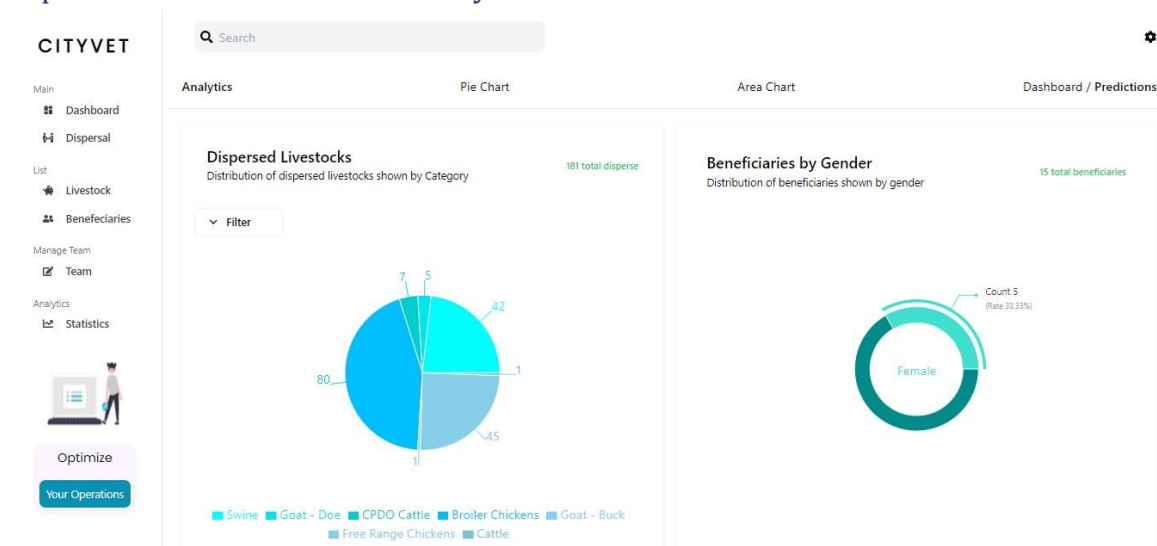 CITYVET
Search
Main
Dashboard
Dispersal
List
Livestock
Benefeciaries
Manage Team
Team
Analytics
Statistics
Optimize
Your Operations
Analytics
Pie Chart
Area Chart
Dashboard / Predictions
Dispersed Livestocks
181 total disperse
Distribution of dispersed livestocks shown by Category
Filter
7
5
42
1
80
45
1
Swine Goat - Doe CPDO Cattle Broiler Chickens Goat - Buck
Free Range Chickens Cattle
Beneficiaries by Gender
15 total beneficiaries
Distribution of beneficiaries shown by gender
Count 5
(Rate 33.33%)
Female